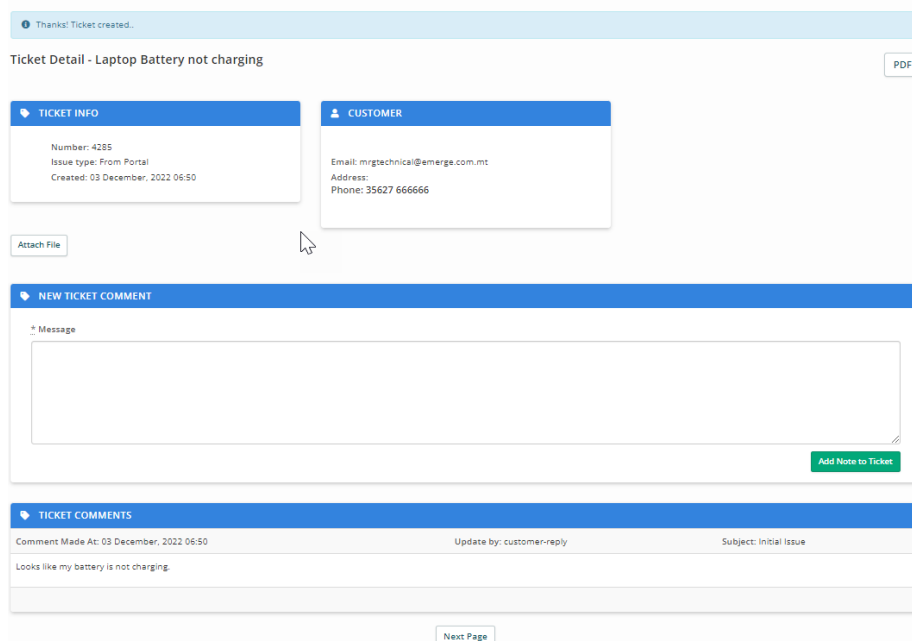 Thanks! Ticket created..
Ticket Detail - Laptop Battery not charging
PDF
TICKET INFO
Number: 4285
Issue type: From Portal
Created: 03 December, 2022 06:50
CUSTOMER
Email: mrgtechnical@emerge.com.mt
Address:
Phone: 35627 666666
Attach File
NEW TICKET COMMENT
* Message
Add Note to Ticket
TICKET COMMENTS
Comment Made At: 03 December, 2022 06:50 Update by: customer-reply Subject: Initial Issue
Looks like my battery is not charging.
Next Page